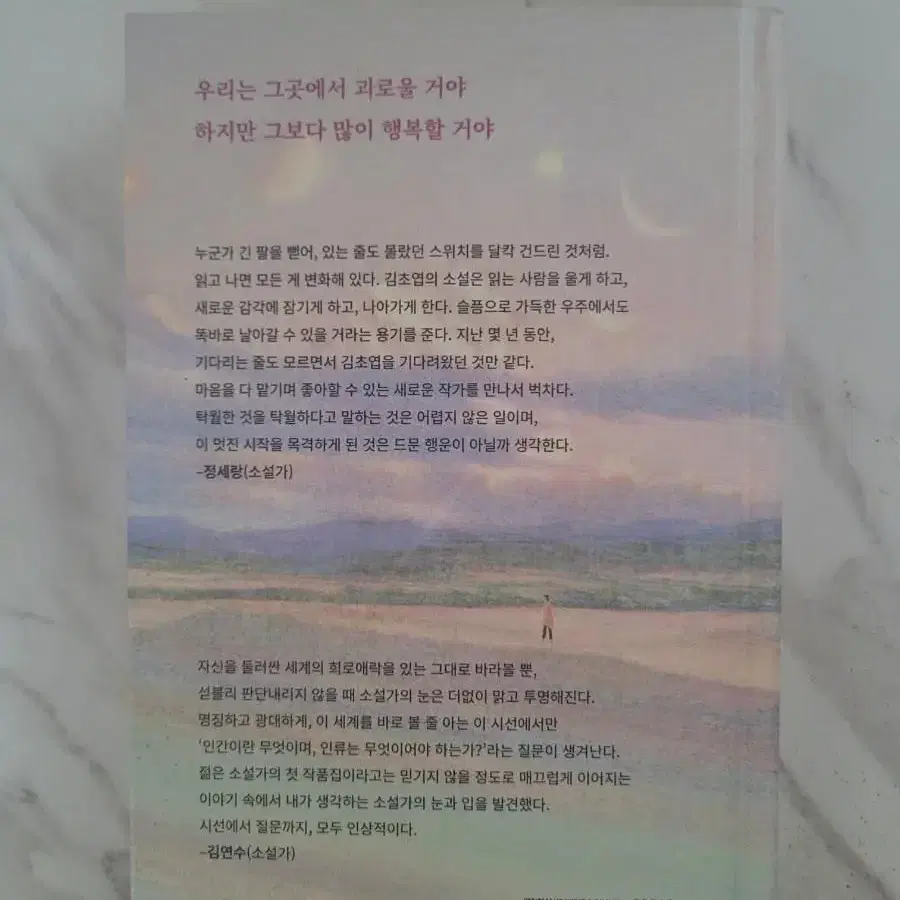 우리는 그곳에서 괴로울 거야
하지만 그보다 많이 행복할 거야
누군가 긴 팔을 뻗어, 있는 줄도 몰랐던 스위치를 달칵 건드린 것처럼.
읽고 나면 모든 게 변화해 있다. 김초엽의 소설은 읽는 사람을 울게 하고,
새로운 감각에 잠기게 하고, 나아가게 한다. 슬픔으로 가득한 우주에서도
똑바로 날아갈 수 있을 거라는 용기를 준다. 지난 몇 년 동안,
기다리는 줄도 모르면서 김초엽을 기다려왔던 것만 같다.
마음을 다 맡기며 좋아할 수 있는 새로운 작가를 만나서 벅차다.
탁월한 것을 탁월하다고 말하는 것은 어렵지 않은 일이며,
이 멋진 시작을 목격하게 된 것은 드문 행운이 아닐까 생각한다.
–정세랑(소설가)
자신을 둘러싼 세계의 희로애락을 있는 그대로 바라볼 뿐,
섣불리 판단내리지 않을 때 소설가의 눈은 더없이 맑고 투명해진다.
명징하고 광대하게, 이 세계를 바로 볼 줄 아는 이 시선에서만
‘인간이란 무엇이며, 인류는 무엇이어야 하는가?’라는 질문이 생겨난다.
젊은 소설가의 첫 작품집이라고는 믿기지 않을 정도로 매끄럽게 이어지는
이야기 속에서 내가 생각하는 소설가의 눈과 입을 발견했다.
시선에서 질문까지, 모두 인상적이다.
–김연수(소설가)